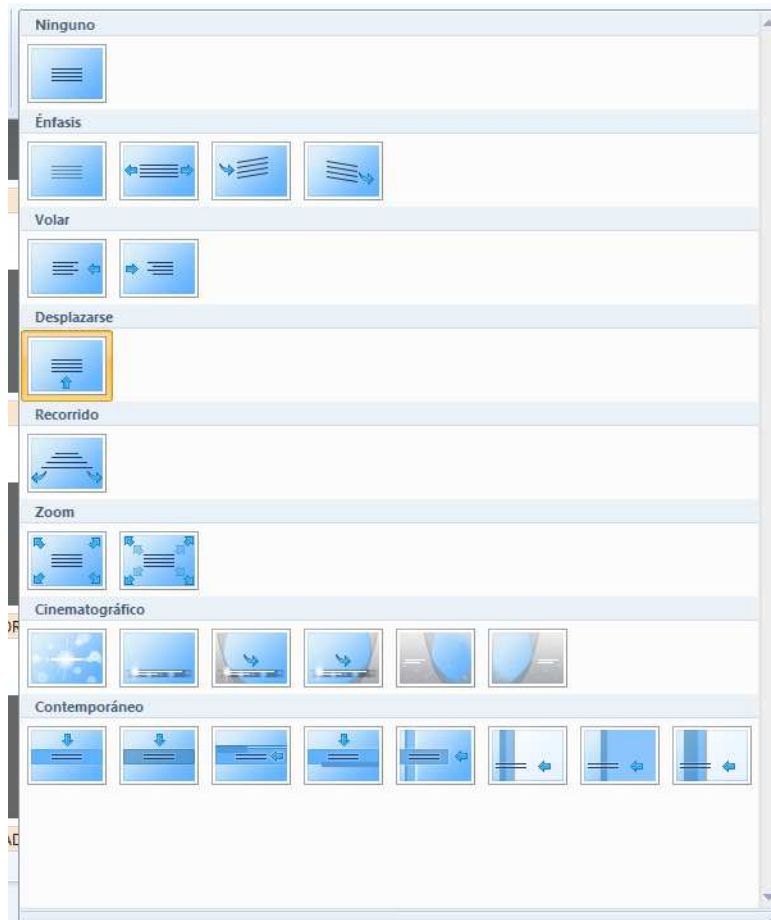 Ninguno
Énfasis
Volar
Desplazarse
Recorrido
Zoom
Cinematográfico
Contemporáneo